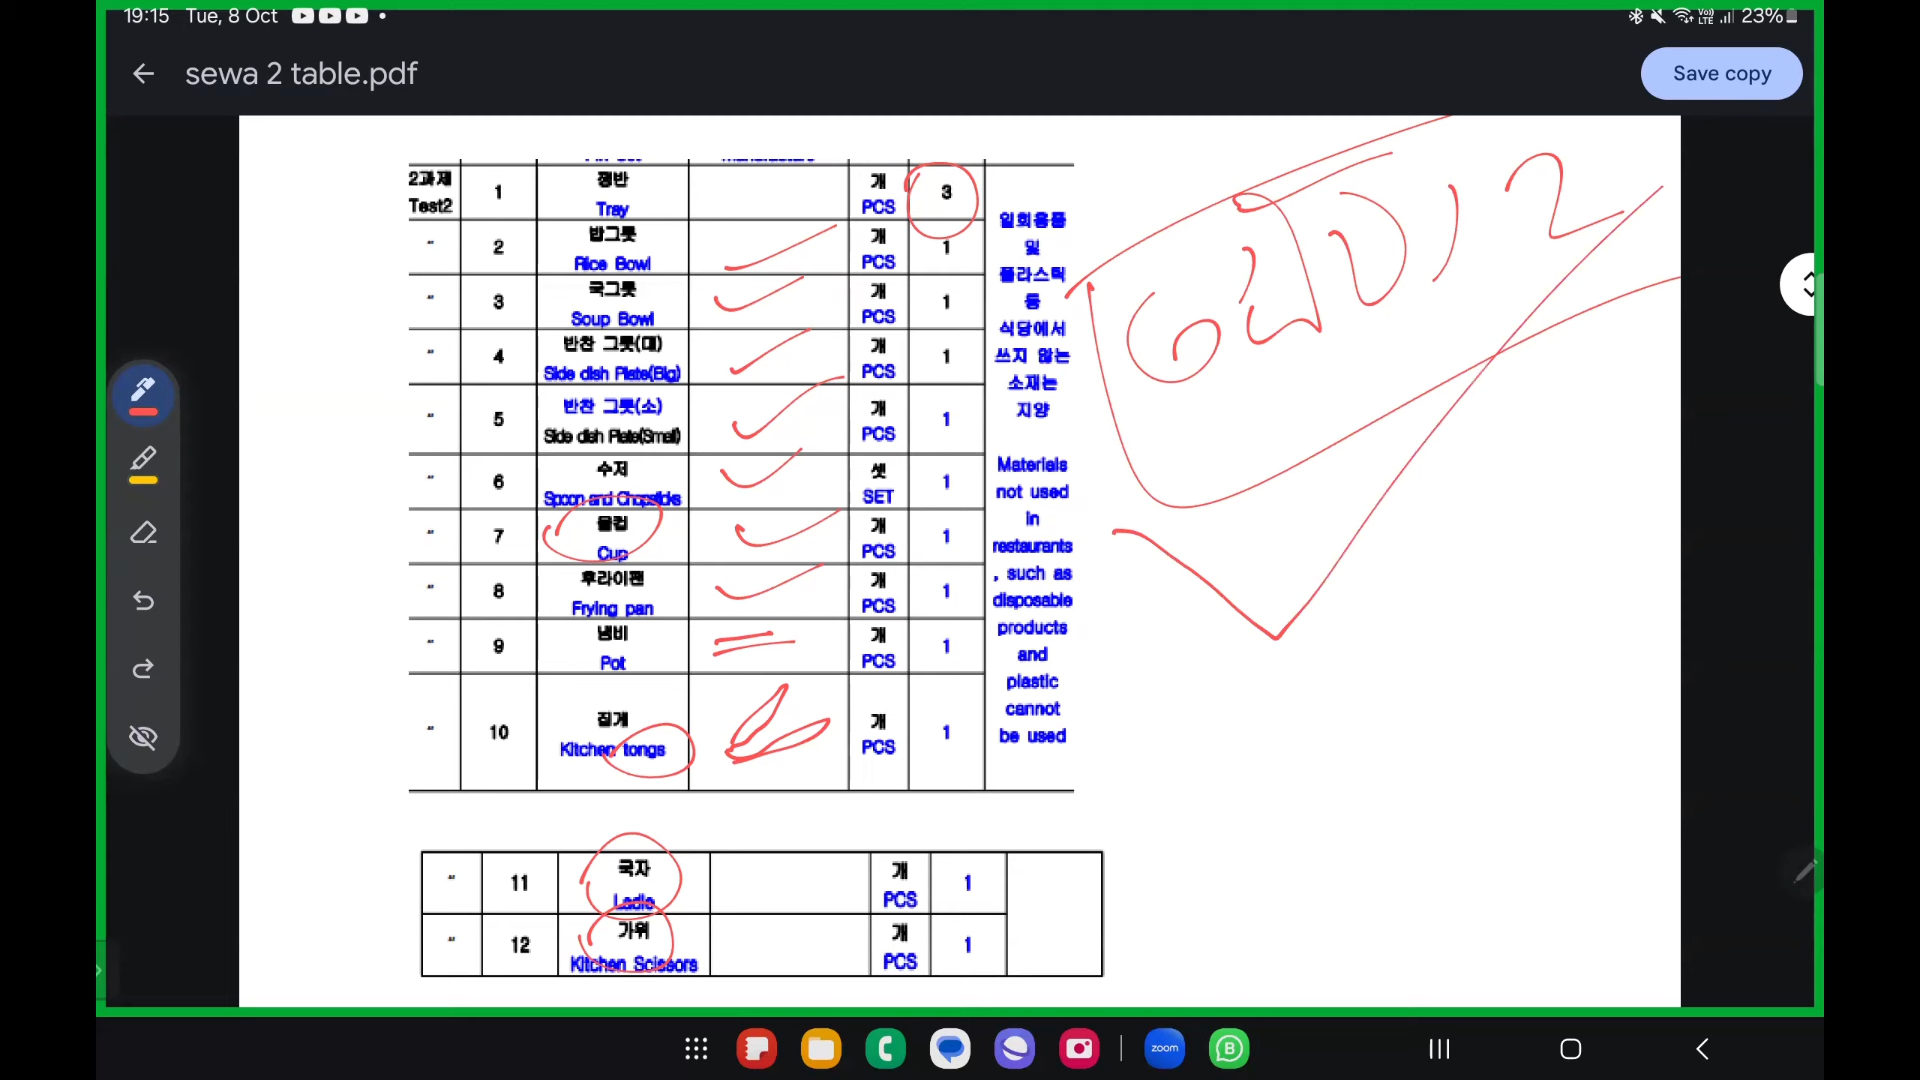 19:15 Tue, 8 Oct
23%
sewa 2 table.pdf
Save copy
2과제 Test2 1 쟁반 Tray 개 PCS 3
" 2 밥그릇 Rice Bowl 개 PCS 1
" 3 국그릇 Soup Bowl 개 PCS 1
" 4 반찬 그릇(대) Side dish Plate(Big) 개 PCS 1
" 5 반찬 그릇(소) Side dish Plate(Small) 개 PCS 1
" 6 수저 Spoon and Chopsticks 셋 SET 1
" 7 물컵 Cup 개 PCS 1
" 8 후라이팬 Frying pan 개 PCS 1
" 9 냄비 Pot 개 PCS 1
" 10 집게 Kitchen tongs 개 PCS 1
일회용품
및
플라스틱
등
식당에서
쓰지 않는
소재는
지양
Materials
not used
in
restaurants
, such as
disposable
products
and
plastic
cannot
be used
" 11 국자 Ladle 개 PCS 1
" 12 가위 Kitchen Scissors 개 PCS 1
zoom